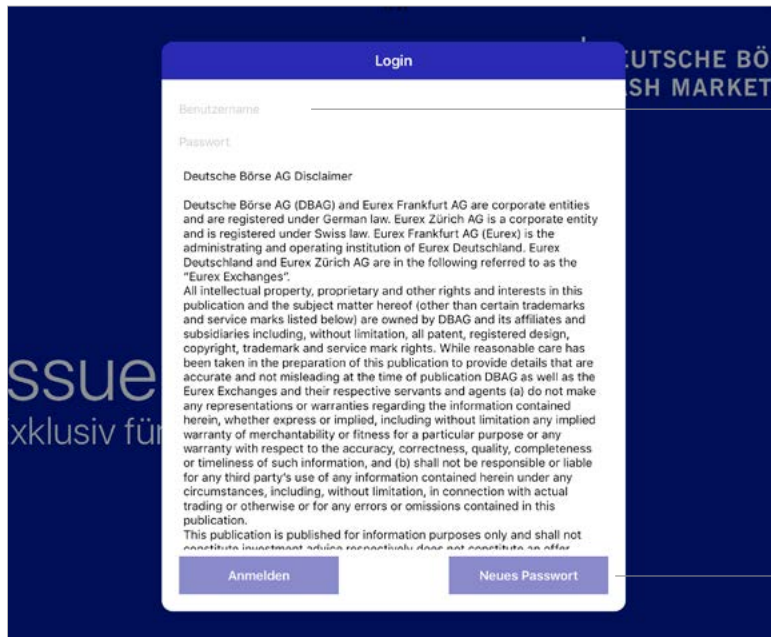 Login
UTSCHE BÖ
SH MARKET
Benutzername
Passwort
Deutsche Börse AG Disclaimer
Deutsche Börse AG (DBAG) and Eurex Frankfurt AG are corporate entities
and are registered under German law. Eurex Zürich AG is a corporate entity
and is registered under Swiss law. Eurex Frankfurt AG (Eurex) is the
administrating and operating institution of Eurex Deutschland. Eurex
Deutschland and Eurex Zürich AG are in the following referred to as the
“Eurex Exchanges”.
All intellectual property, proprietary and other rights and interests in this
publication and the subject matter hereof (other than certain trademarks
and service marks listed below) are owned by DBAG and its affiliates and
subsidiaries including, without limitation, all patent, registered design,
copyright, trademark and service mark rights. While reasonable care has
been taken in the preparation of this publication to provide details that are
accurate and not misleading at the time of publication DBAG as well as the
Eurex Exchanges and their respective servants and agents (a) do not make
any representations or warranties regarding the information contained
herein, whether express or implied, including without limitation any implied
warranty of merchantability or fitness for a particular purpose or any
warranty with respect to the accuracy, correctness, quality, completeness
or timeliness of such information, and (b) shall not be responsible or liable
for any third party’s use of any information contained herein under any
circumstances, including, without limitation, in connection with actual
trading or otherwise or for any errors or omissions contained in this
publication.
This publication is published for information purposes only and shall not
constitute investment advice respectively does not constitute an offer
ssue
xklusiv für
Anmelden
Neues Passwort